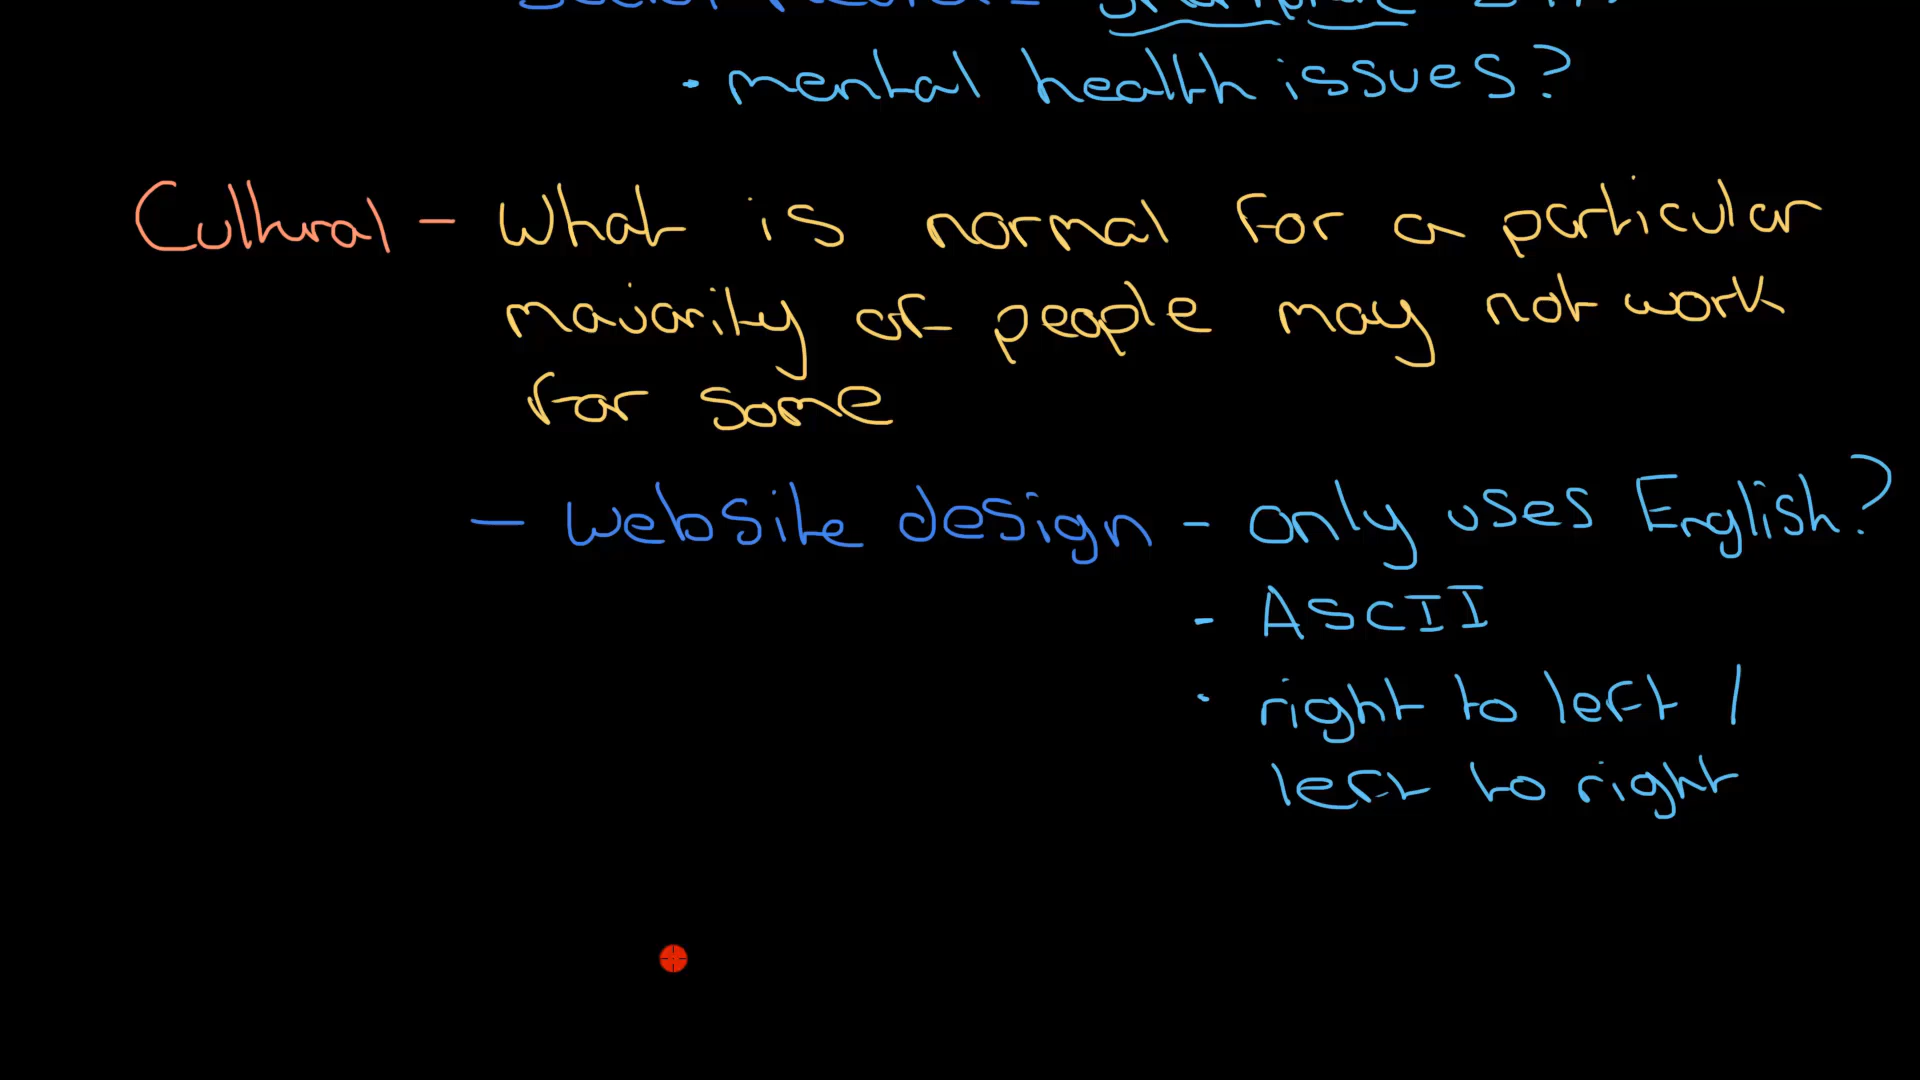 • mental health issues?
Cultural - What is normal for a particular
majority of people may not work
for some
- website design - only uses English?
- ASCII
• right to left /
left to right